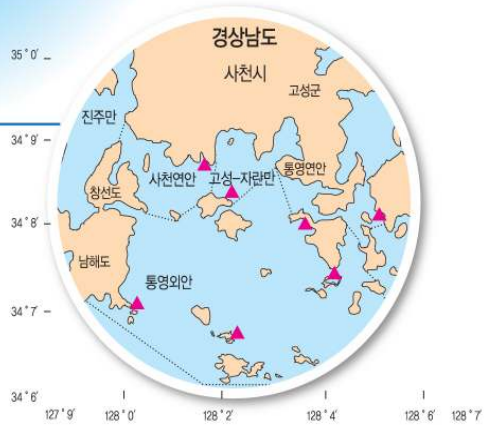 경상남도
35°0′
사천시
고성군
진주만
34°9′
통영연안
사천연안
고성-자란만
창선도
34°8′
남해도
통영외안
34°7′
34°6′
127°9′
128°0′
128°2′
128°4′
128°6′
128°7′